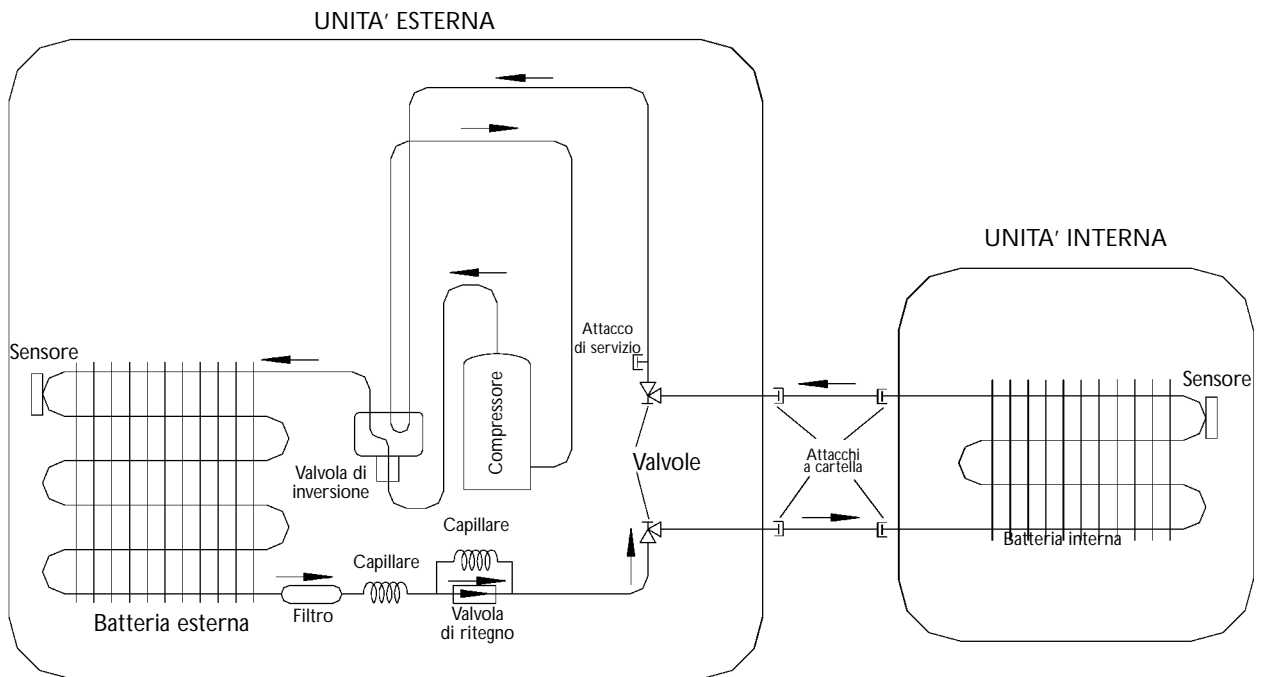 UNITA' ESTERNA
UNITA' INTERNA
Attacco
di servizio
Sensore
Sensore
Compressore
Valvola di
inversione
Valvole
Attacchi
a cartella
Capillare
Capillare
Batteria interna
Filtro
Valvola
di ritegno
Batteria esterna